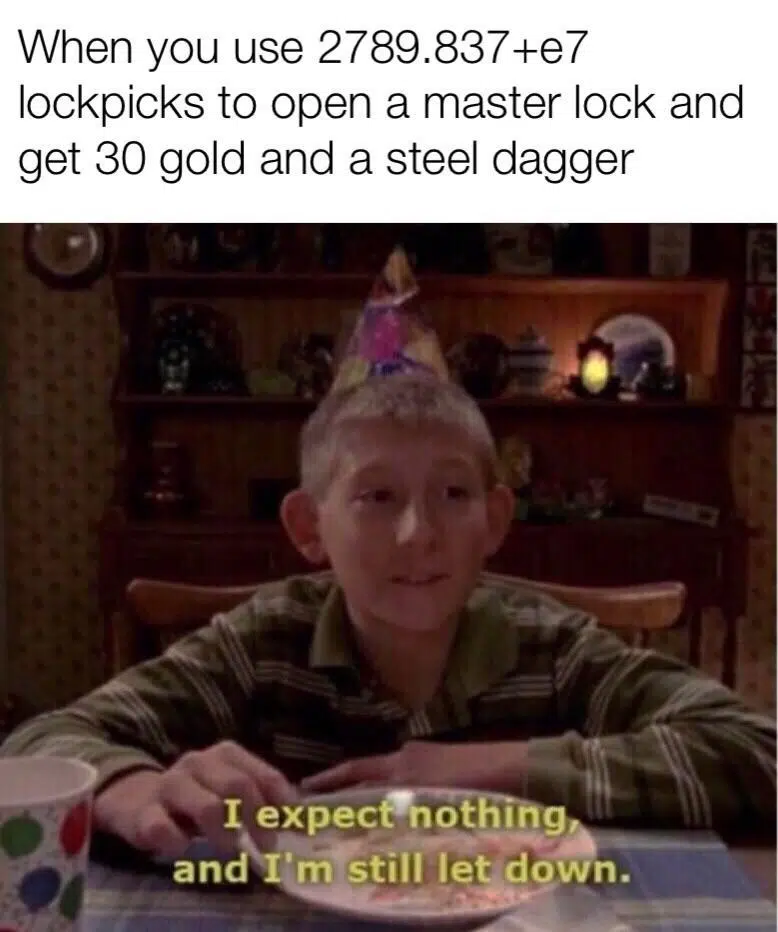 When you use 2789.837+e7
lockpicks to open a master lock and
get 30 gold and a steel dagger
I expect nothing,
and I'm still let down.